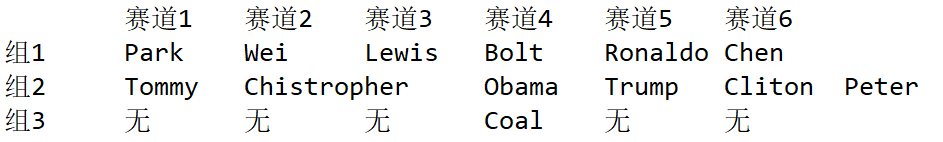 赛道1 赛道2 赛道3 赛道4 赛道5 赛道6
组1 Park Wei Lewis Bolt Ronaldo Chen
组2 Tommy Chistropher Obama Trump Cliton Peter
组3 无 无 无 Coal 无 无